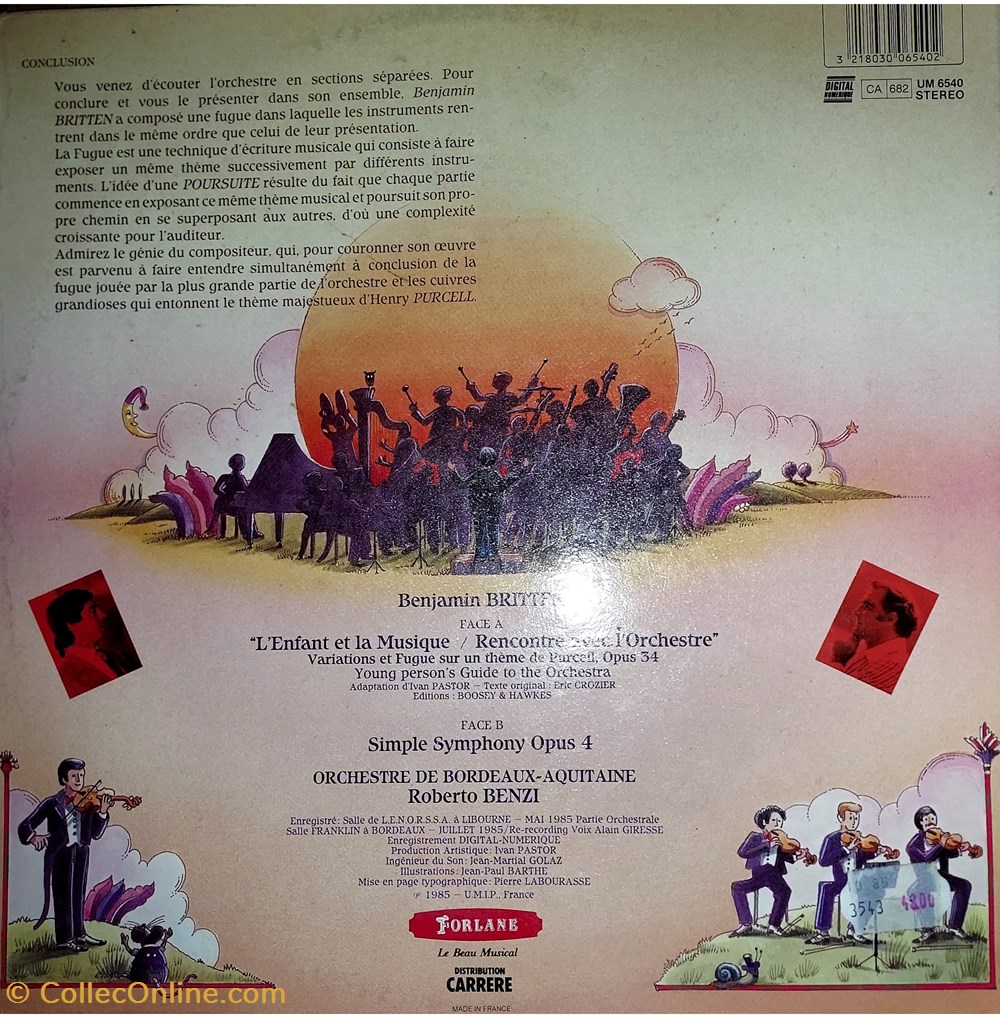 3 218030 065402
DIGITAL
NUMERIQUE
CA 682
UM 6540
STEREO
CONCLUSION
Vous venez d'écouter l'orchestre en sections séparées. Pour
conclure et vous le présenter dans son ensemble, Benjamin
BRITTEN a composé une fugue dans laquelle les instruments ren-
trent dans le même ordre que celui de leur présentation.
La Fugue est une technique d'écriture musicale qui consiste à faire
exposer un même thème successivement par différents instru-
ments. L'idée d'une POURSUITE résulte du fait que chaque partie
commence en exposant ce même thème musical et poursuit son pro-
pre chemin en se superposant aux autres, d'où une complexité
croissante pour l'auditeur.
Admirez le génie du compositeur, qui, pour couronner son œuvre
est parvenu à faire entendre simultanément à conclusion de la
fugue jouée par la plus grande partie de l'orchestre et les cuivres
grandioses qui entonnent le thème majestueux d'Henry PURCELL.
Benjamin
FACE A
"L'Enfant et la Musique / Rencontre avec l'Orchestre"
Variations et Fugue sur un thème de Purcell, Opus 34
Young person's Guide to the Orchestra
Adaptation d'Ivan PASTOR – Texte original : Eric CROZIER
Editions : BOOSEY & HAWKES
FACE B
Simple Symphony Opus 4
ORCHESTRE DE BORDEAUX-AQUITAINE
Roberto BENZI
Enregistré: Salle de L.E.N.O.R.S.S.A. à LIBOURNE – MAI 1985 Partie Orchestrale
Salle FRANKLIN à BORDEAUX – JUILLET 1985/Re-recording Voix Alain GIRESSE
Enregistrement DIGITAL-NUMERIQUE
Production Artistique: Ivan PASTOR
Ingénieur du Son: Jean-Martial GOLAZ
Illustrations: Jean-Paul BARTHE
Mise en page typographique: Pierre LABOURASSE
℗ 1985 – U.M.I.P., France
3543 4800
FORLANE
Le Beau Musical
DISTRIBUTION
CARRERE
MADE IN FRANCE
© CollecOnline.com